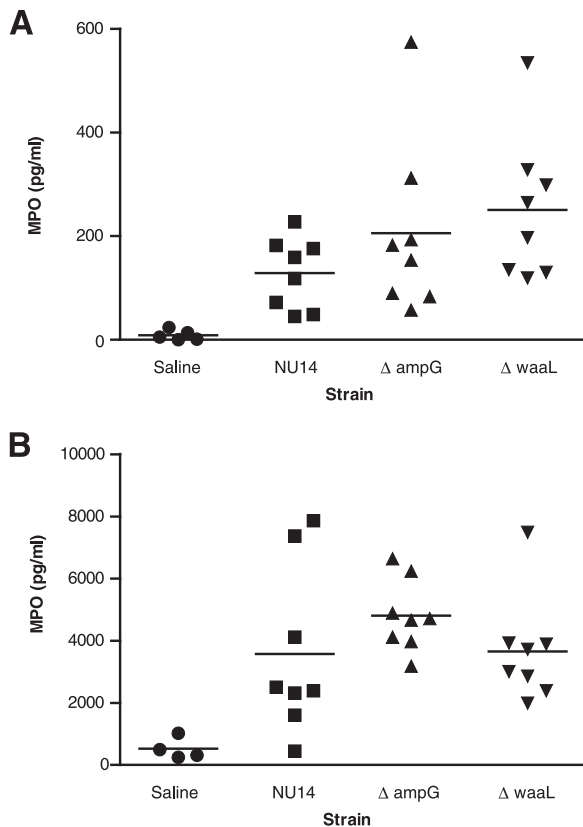 A
600
400
200
0
MPO (pg/ml)
Saline NU14 Δ ampG Δ waaL
Strain
B
10000
8000
6000
4000
2000
0
MPO (pg/ml)
Saline NU14 Δ ampG Δ waaL
Strain